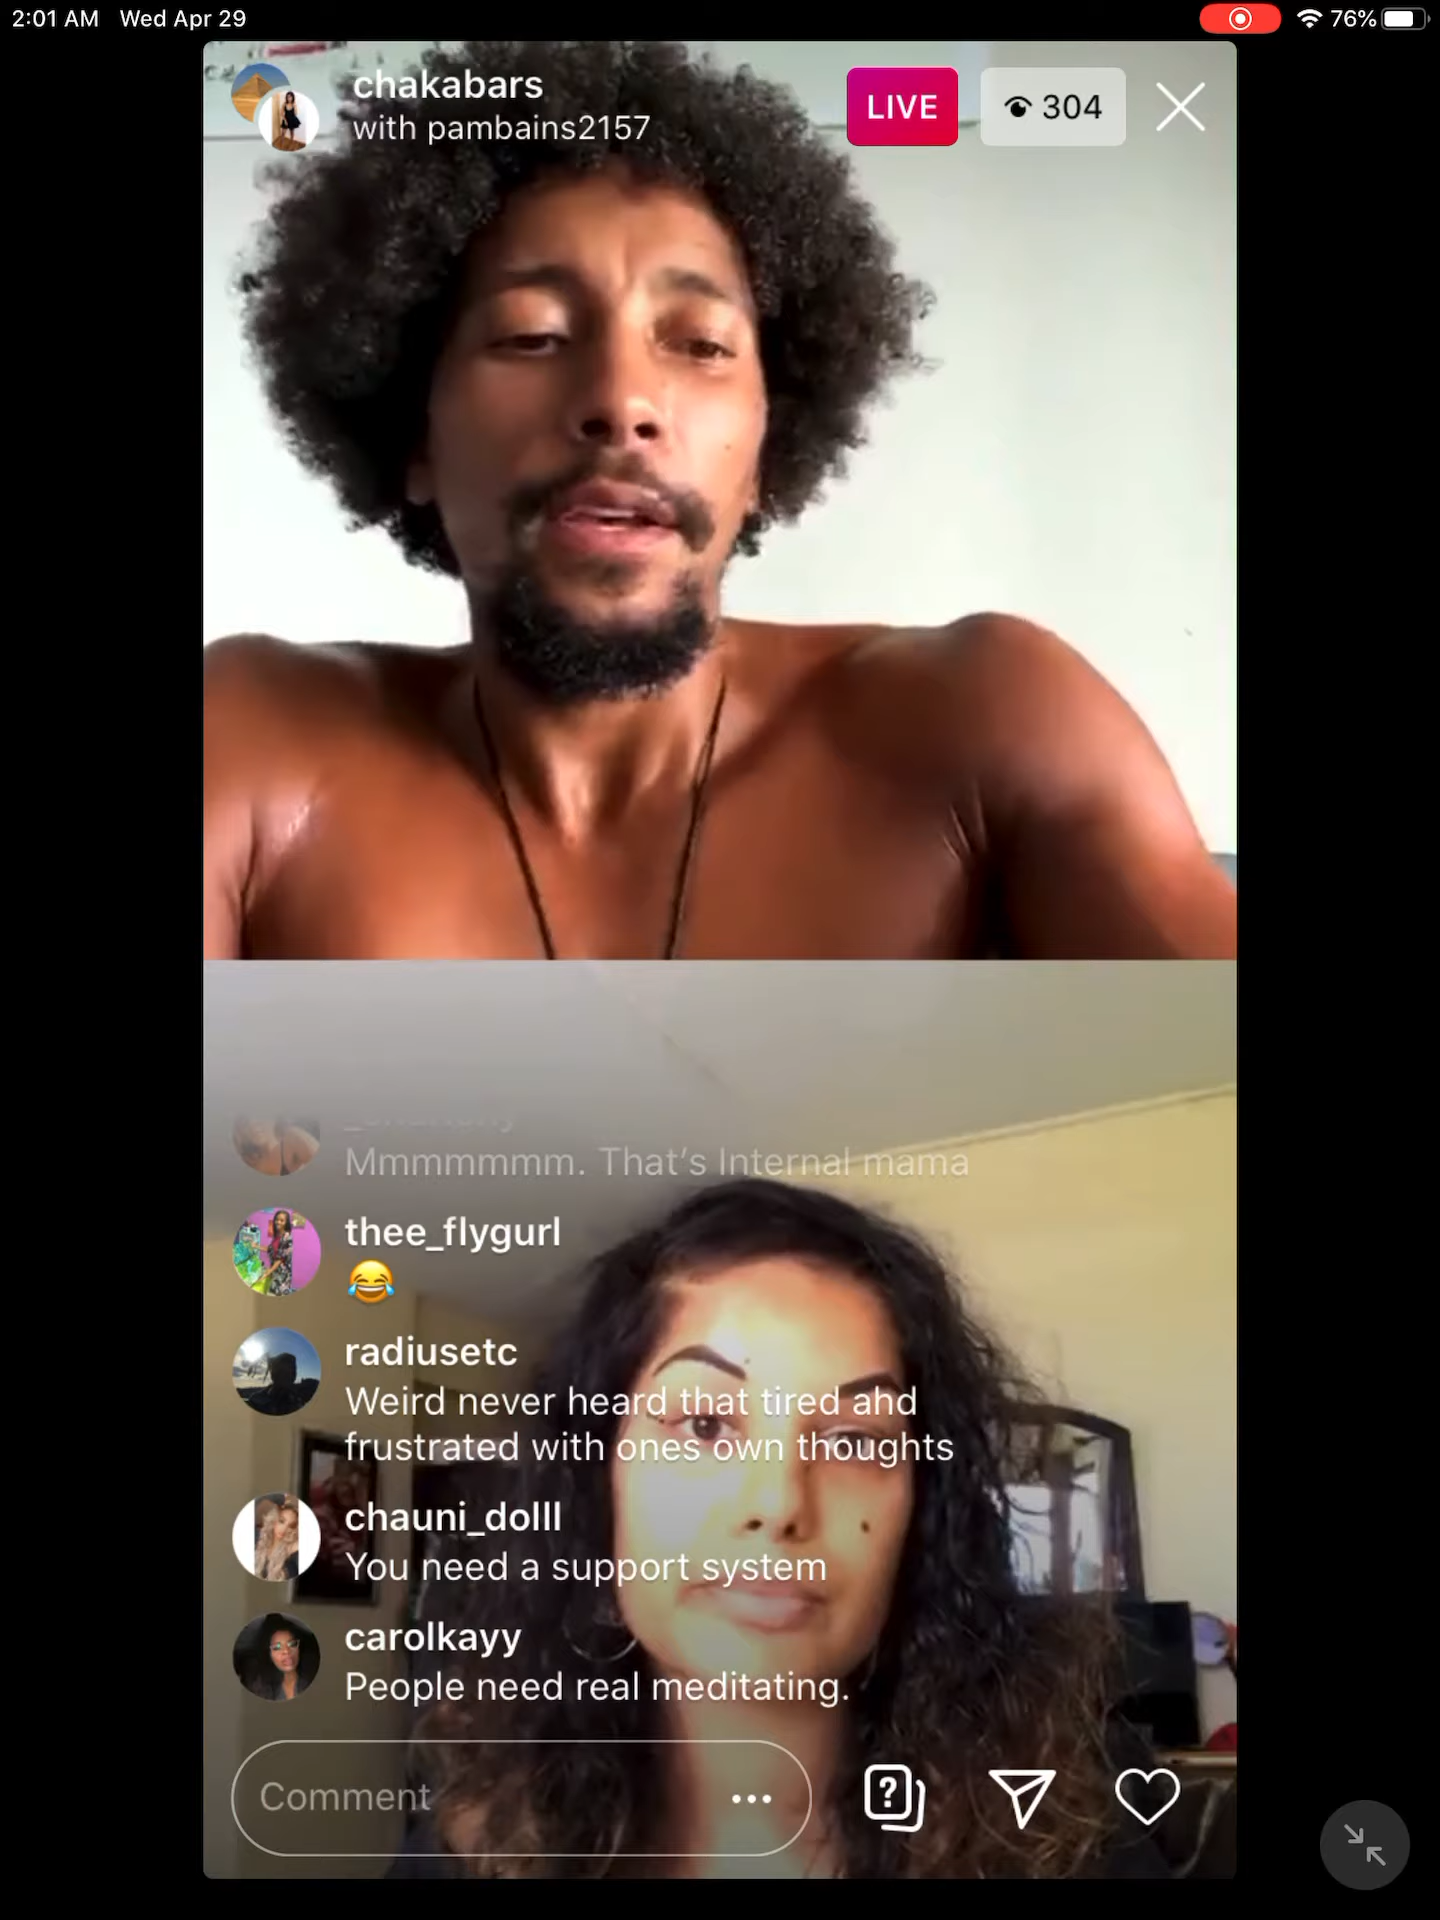 2:01 AM Wed Apr 29
76%
chakabars
with pambains2157
LIVE
304
Mmmmmmm. That's Internal mama
thee_flygurl
😂
radiusetc
Weird never heard that tired ahd
frustrated with ones own thoughts
chauni_dolll
You need a support system
carolkayy
People need real meditating.
Comment